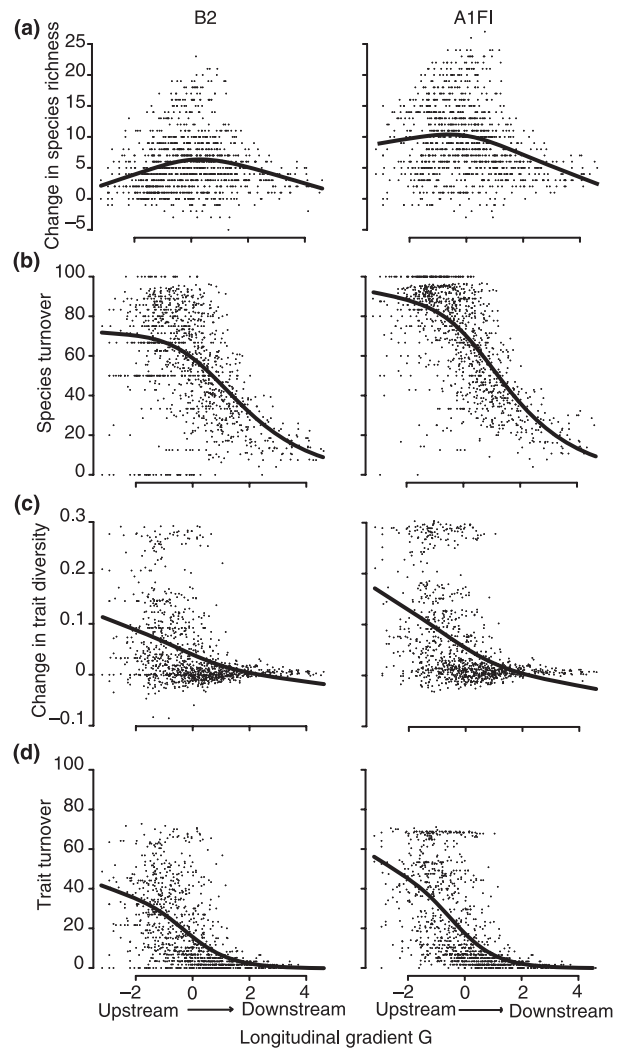 B2 A1FI
(a)
Change in species richness
25
20
15
10
5
0
–5
(b)
Species turnover
100
80
60
40
20
0
(c)
Change in trait diversity
0.3
0.2
0.1
0
–0.1
(d)
Trait turnover
100
80
60
40
20
0
–2 0 2 4 –2 0 2 4
Upstream Downstream Upstream Downstream
Longitudinal gradient G